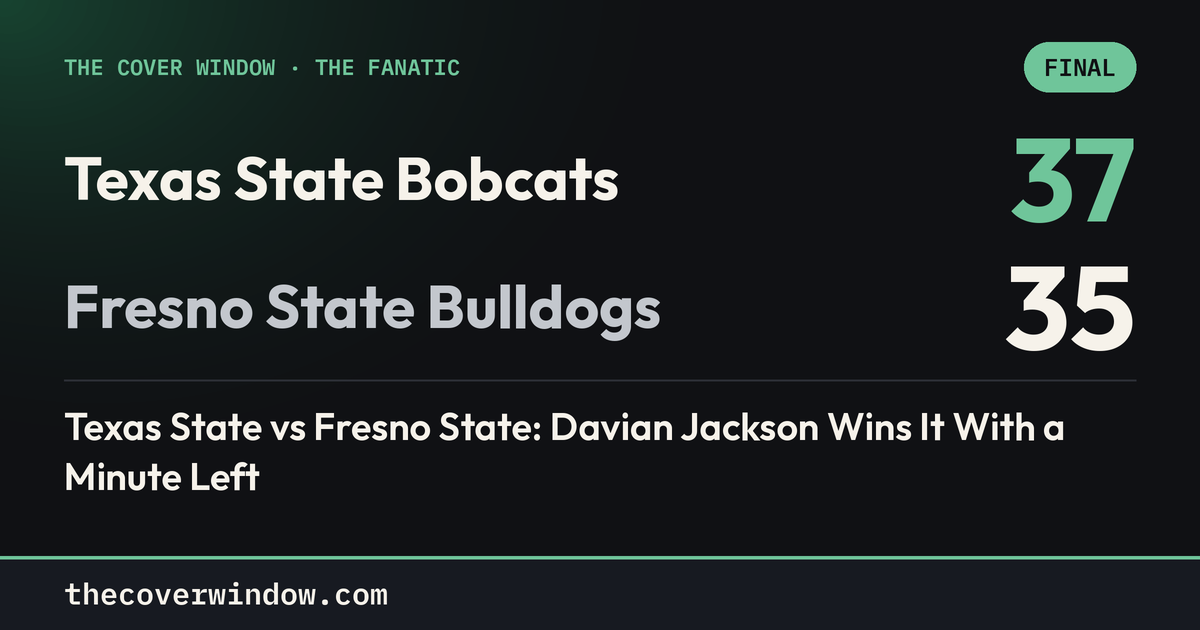 THE COVER WINDOW · THE FANATIC
FINAL
Texas State Bobcats
37
Fresno State Bulldogs
35
Texas State vs Fresno State: Davian Jackson Wins It With a
Minute Left
thecoverwindow.com